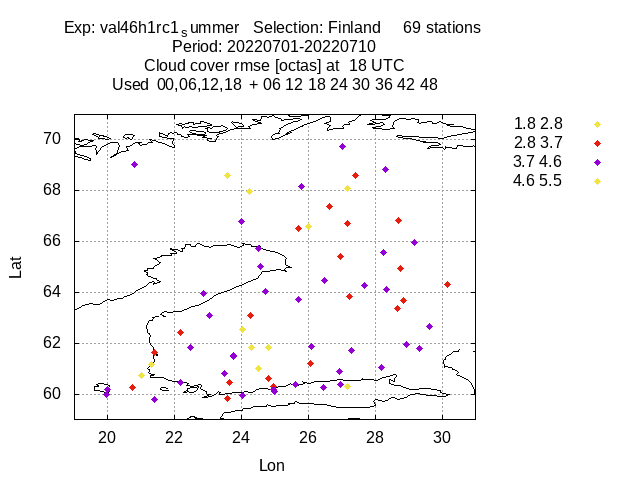 Exp: val46h1rc1summer Selection: Finland 69 stations
Period: 20220701-20220710
Cloud cover rmse [octas] at 18 UTC
Used 00,06,12,18 + 06 12 18 24 30 36 42 48
1.8 2.8
2.8 3.7
3.7 4.6
4.6 5.5
70
68
66
64
62
60
Lat
20 22 24 26 28 30
Lon